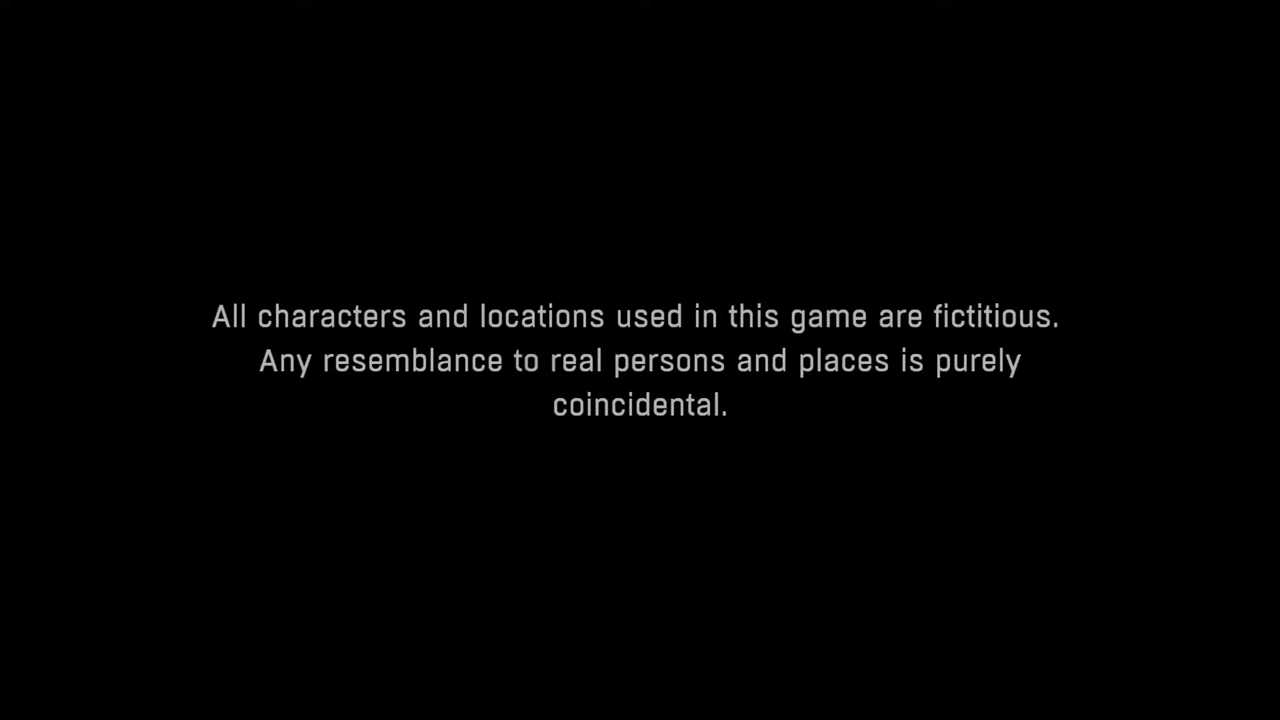 All characters and locations used in this game are fictitious.
Any resemblance to real persons and places is purely
coincidental.